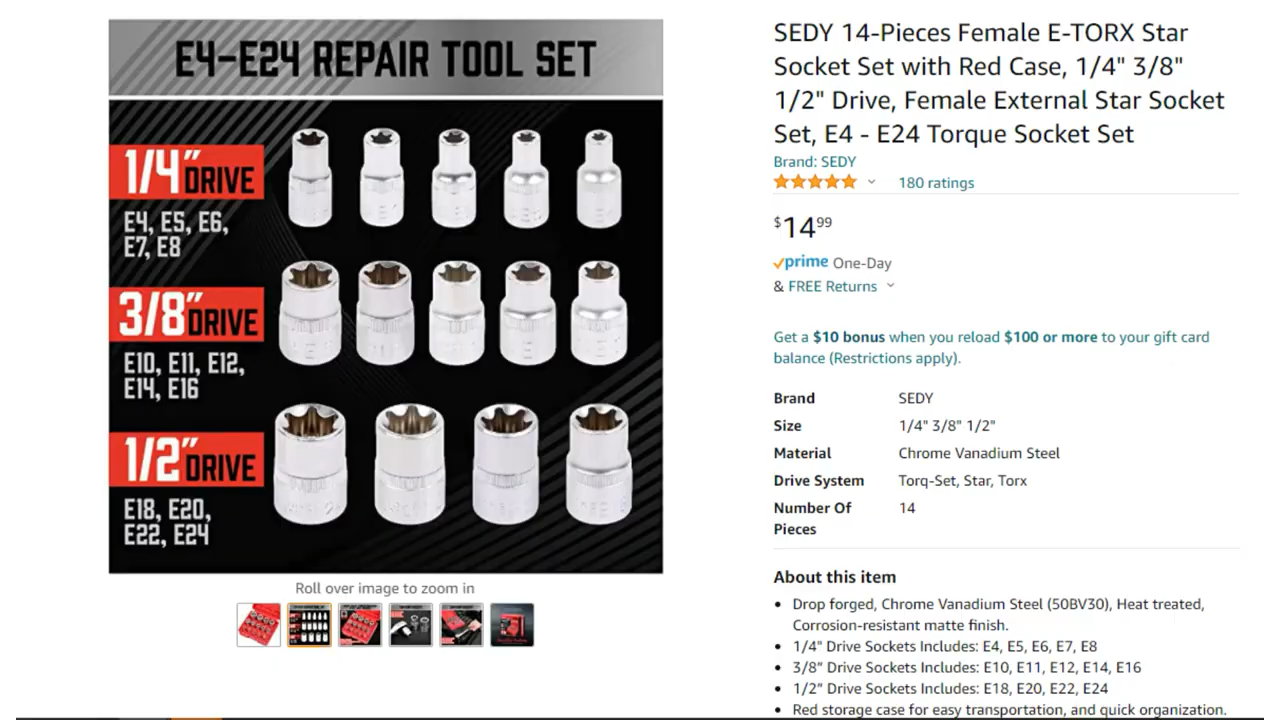 E4-E24 REPAIR TOOL SET
1/4" DRIVE
E4, E5, E6,
E7, E8
3/8" DRIVE
E10, E11, E12,
E14, E16
1/2" DRIVE
E18, E20,
E22, E24
Roll over image to zoom in
SEDY 14-Pieces Female E-TORX Star
Socket Set with Red Case, 1/4" 3/8"
1/2" Drive, Female External Star Socket
Set, E4 - E24 Torque Socket Set
Brand: SEDY
180 ratings
$14.99
prime One-Day
& FREE Returns
Get a $10 bonus when you reload $100 or more to your gift card
balance (Restrictions apply).
Brand SEDY
Size 1/4" 3/8" 1/2"
Material Chrome Vanadium Steel
Drive System Torq-Set, Star, Torx
Number Of 14
Pieces
About this item
• Drop forged, Chrome Vanadium Steel (50BV30), Heat treated,
Corrosion-resistant matte finish.
• 1/4" Drive Sockets Includes: E4, E5, E6, E7, E8
• 3/8" Drive Sockets Includes: E10, E11, E12, E14, E16
• 1/2" Drive Sockets Includes: E18, E20, E22, E24
• Red storage case for easy transportation, and quick organization.